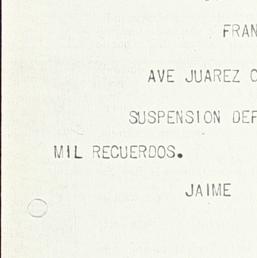 FRAN
AVE JUAREZ
SUSPENSION DEF
MIL RECUERDOS.
JAIME